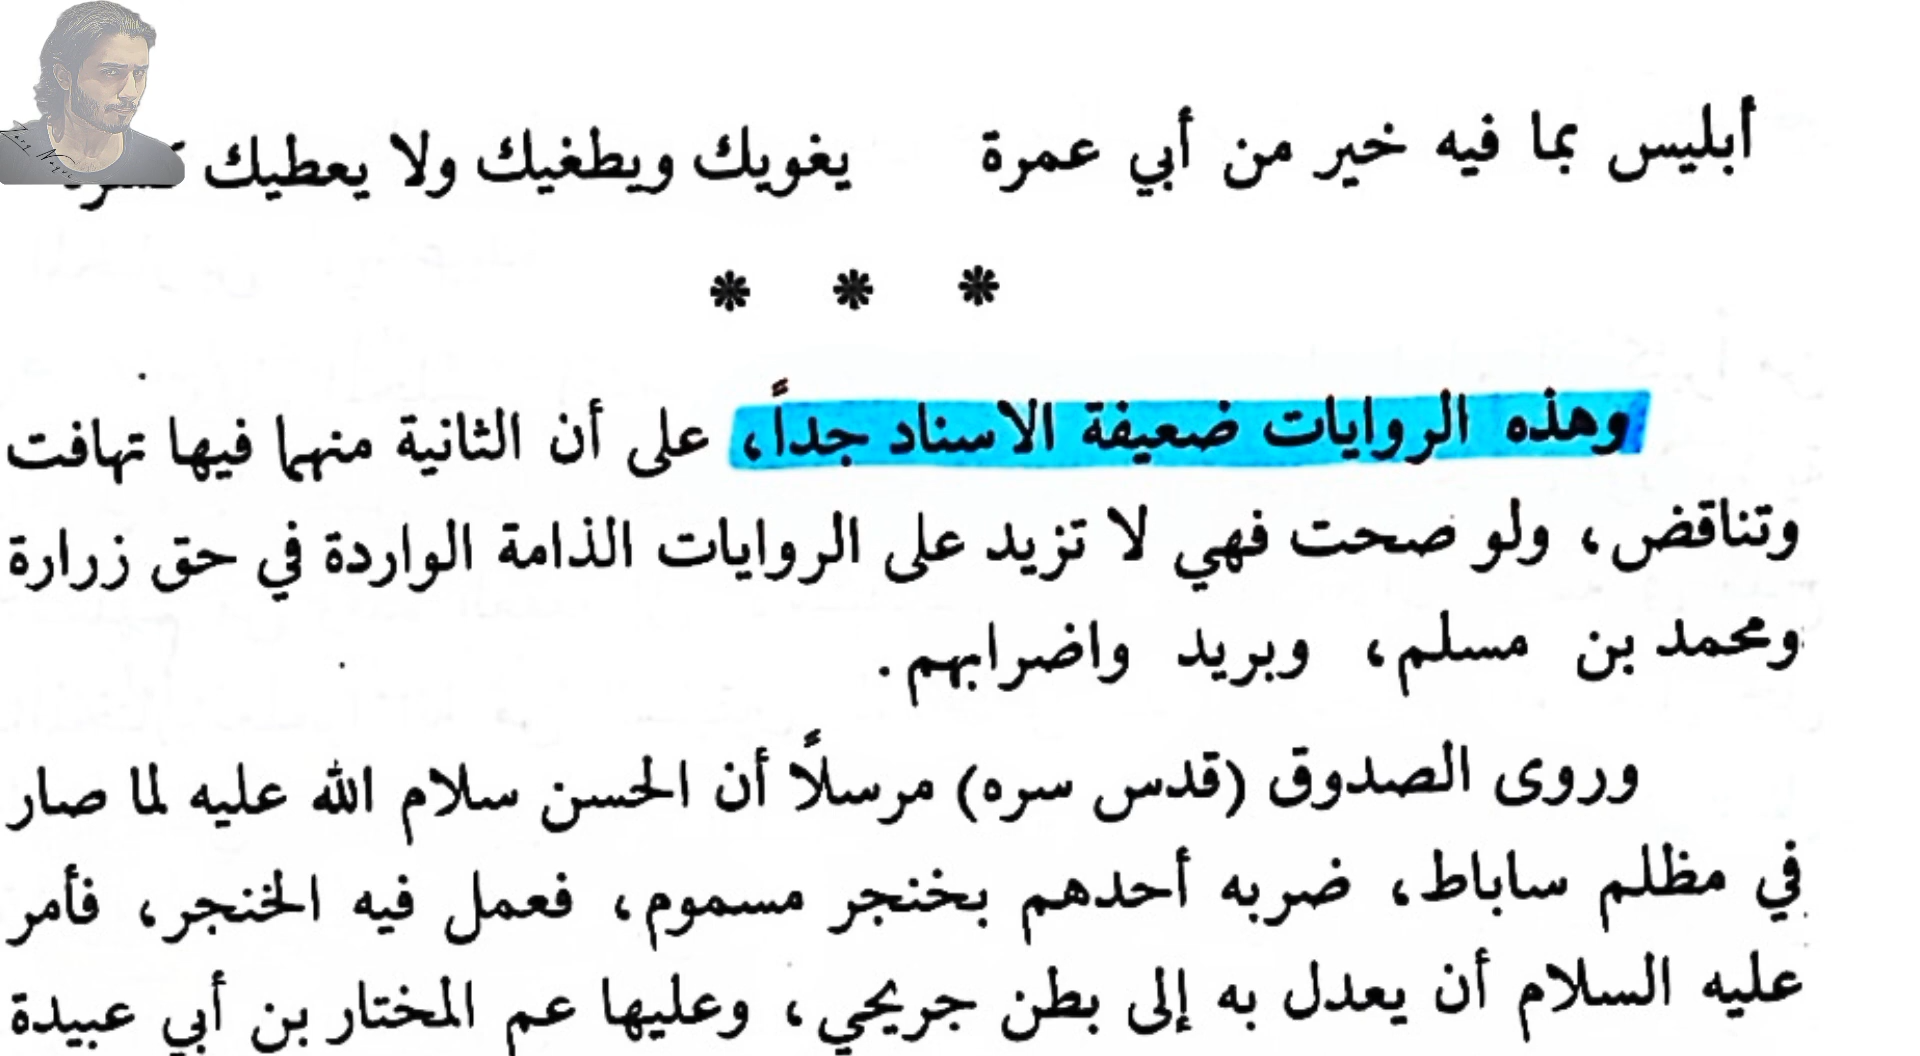 أبليس بما فيه خير من أبي عمرة يغويك ويطغيك ولا يعطيك
* * *
وهذه الروايات ضعيفة الاسناد جداً، على أن الثانية منهما فيها تهافت
وتناقض، ولو صحت فهي لا تزيد على الروايات الذامة الواردة في حق زرارة
ومحمد بن مسلم، وبريد واضرابهم.
وروى الصدوق (قدس سره) مرسلاً أن الحسن سلام الله عليه لما صار
في مظلم ساباط، ضربه أحدهم بخنجر مسموم، فعمل فيه الخنجر، فأمر
عليه السلام أن يعدل به إلى بطن جريحي، وعليها عم المختار بن أبي عبيدة